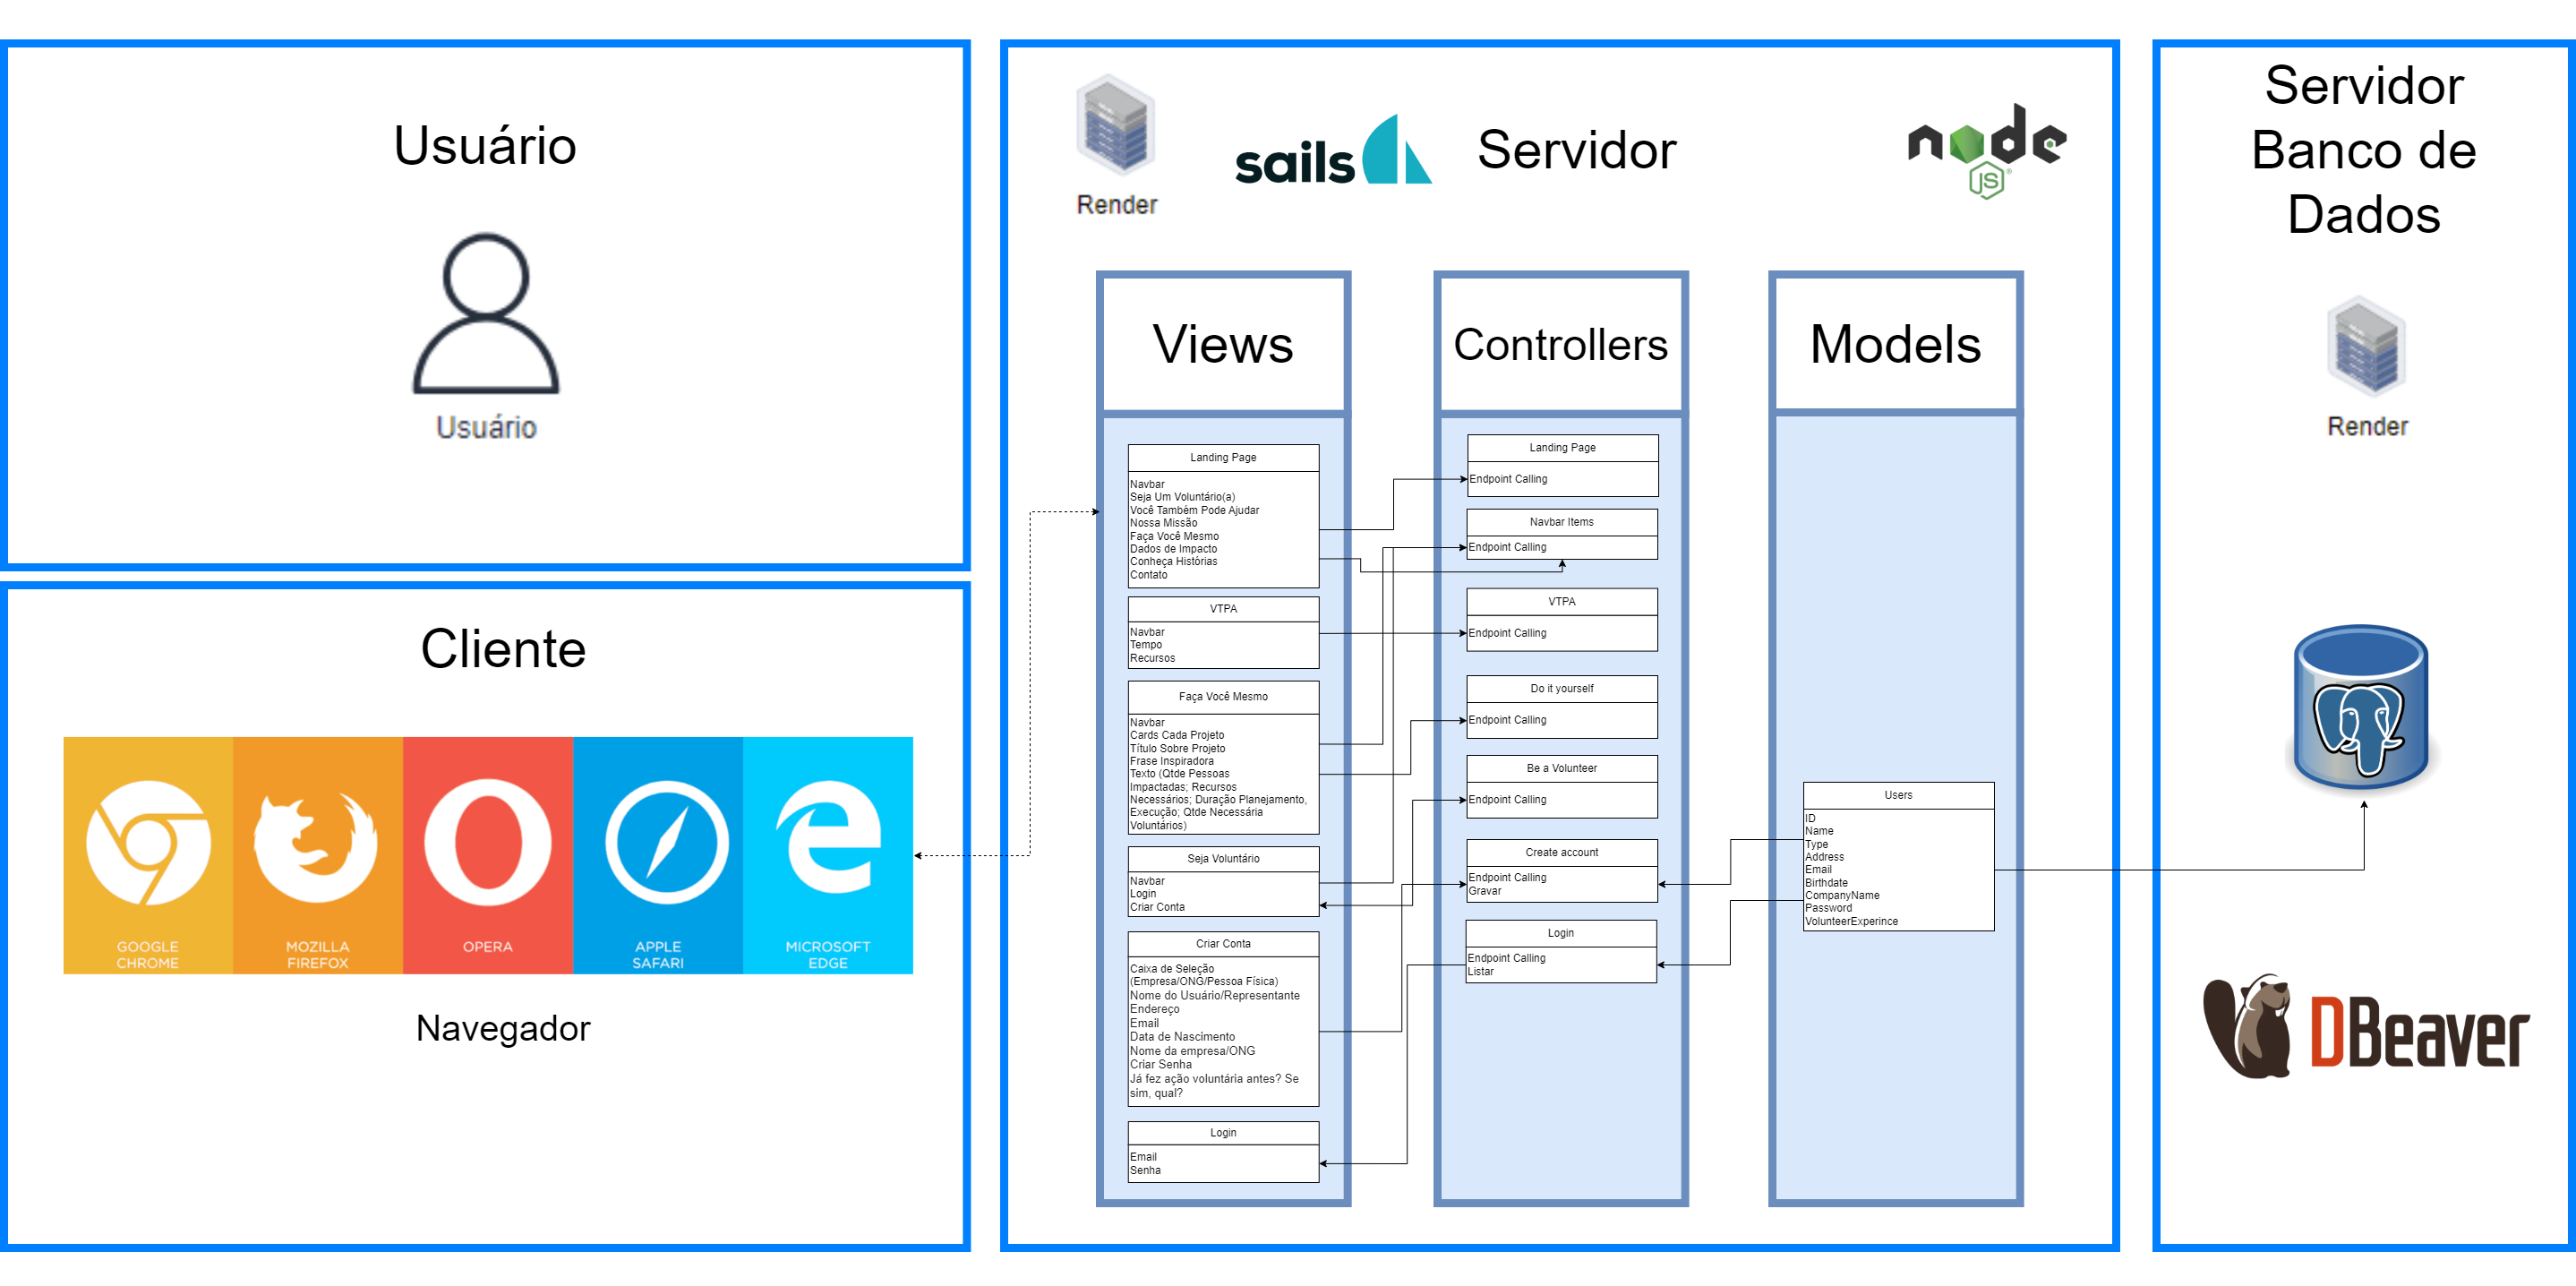 Usuário
Usuário
Cliente
GOOGLE
CHROME
MOZILLA
FIREFOX
OPERA
APPLE
SAFARI
MICROSOFT
EDGE
Navegador
Render
sails
Servidor
node
JS
Views
Landing Page
Navbar
Seja Um Voluntário(a)
Você Também Pode Ajudar
Nossa Missão
Faça Você Mesmo
Dados de Impacto
Conheça Histórias
Contato
VTPA
Navbar
Tempo
Recursos
Faça Você Mesmo
Navbar
Cards Cada Projeto
Título Sobre Projeto
Frase Inspiradora
Texto (Qtde Pessoas
Impactadas; Recursos
Necessários; Duração Planejamento,
Execução; Qtde Necessária
Voluntários)
Seja Voluntário
Navbar
Login
Criar Conta
Criar Conta
Caixa de Seleção
(Empresa/ONG/Pessoa Física)
Nome do Usuário/Representante
Endereço
Email
Data de Nascimento
Nome da empresa/ONG
Criar Senha
Já fez ação voluntária antes? Se
sim, qual?
Login
Email
Senha
Controllers
Landing Page
Endpoint Calling
Navbar Items
Endpoint Calling
VTPA
Endpoint Calling
Do it yourself
Endpoint Calling
Be a Volunteer
Endpoint Calling
Create account
Endpoint Calling
Gravar
Login
Endpoint Calling
Listar
Models
Users
ID
Name
Type
Address
Email
Birthdate
CompanyName
Password
VolunteerExperince
Servidor
Banco de
Dados
Render
DBeaver